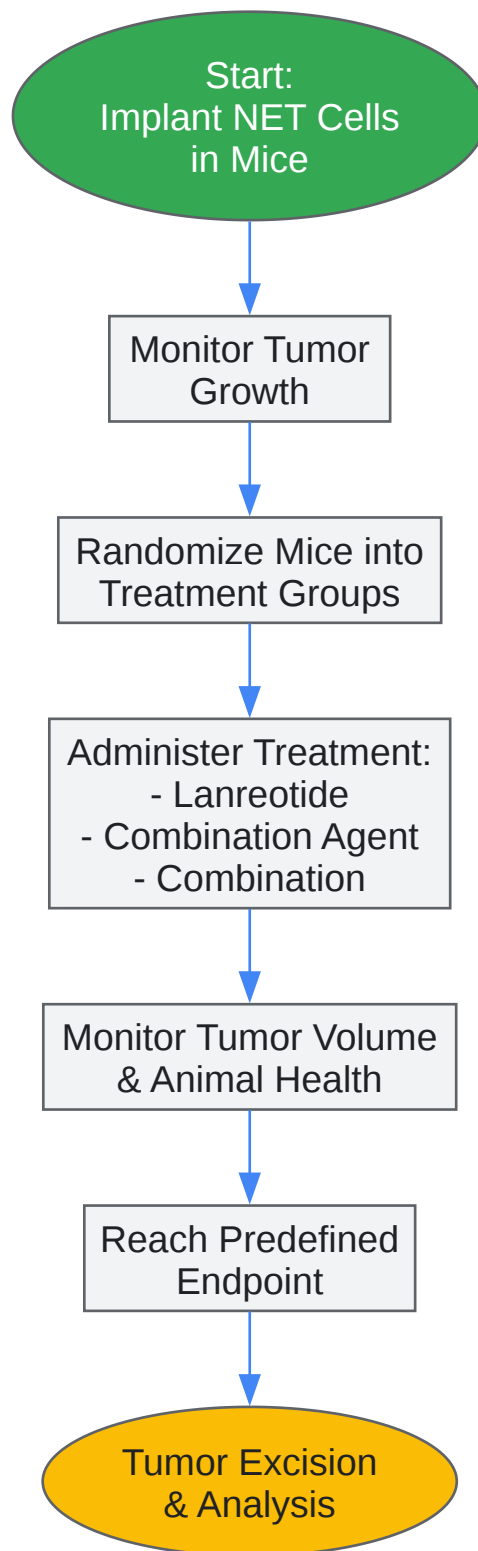 Start:
Implant NET Cells
in Mice
Monitor Tumor
Growth
Randomize Mice into
Treatment Groups
Administer Treatment:
- Lanreotide
- Combination Agent
- Combination
Monitor Tumor Volume
& Animal Health
Reach Predefined
Endpoint
Tumor Excision
& Analysis